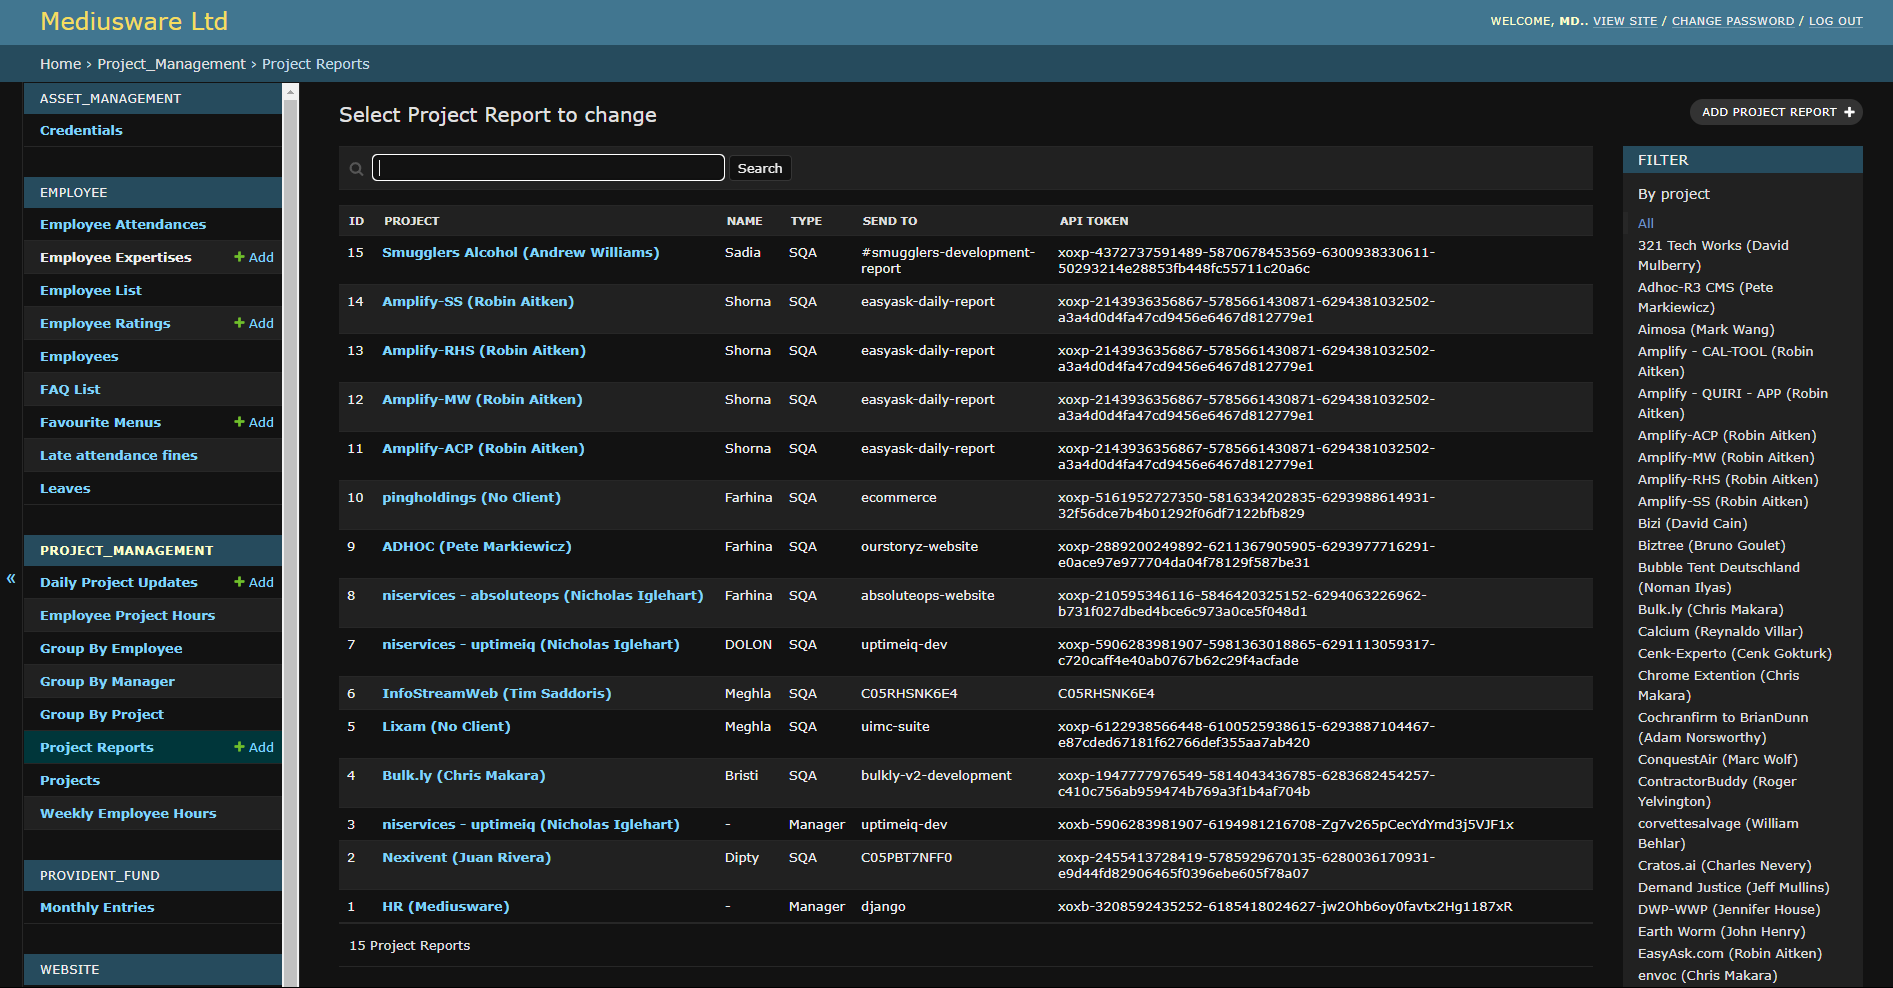 Mediusware Ltd
WELCOME, MD.. VIEW SITE / CHANGE PASSWORD / LOG OUT
Home › Project_Management › Project Reports
ASSET_MANAGEMENT
Credentials
EMPLOYEE
Employee Attendances
Employee Expertises + Add
Employee List
Employee Ratings + Add
Employees
FAQ List
Favourite Menus + Add
Late attendance fines
Leaves
PROJECT_MANAGEMENT
Daily Project Updates + Add
Employee Project Hours
Group By Employee
Group By Manager
Group By Project
Project Reports + Add
Projects
Weekly Employee Hours
PROVIDENT_FUND
Monthly Entries
WEBSITE
«
Select Project Report to change
ADD PROJECT REPORT +
Search
ID PROJECT NAME TYPE SEND TO API TOKEN
15 Smugglers Alcohol (Andrew Williams) Sadia SQA #smugglers-development- xoxp-4372737591489-5870678453569-6300938330611-
report 50293214e28853fb448fc55711c20a6c
14 Amplify-SS (Robin Aitken) Shorna SQA easyask-daily-report xoxp-2143936356867-5785661430871-6294381032502-
a3a4d0d4fa47cd9456e6467d812779e1
13 Amplify-RHS (Robin Aitken) Shorna SQA easyask-daily-report xoxp-2143936356867-5785661430871-6294381032502-
a3a4d0d4fa47cd9456e6467d812779e1
12 Amplify-MW (Robin Aitken) Shorna SQA easyask-daily-report xoxp-2143936356867-5785661430871-6294381032502-
a3a4d0d4fa47cd9456e6467d812779e1
11 Amplify-ACP (Robin Aitken) Shorna SQA easyask-daily-report xoxp-2143936356867-5785661430871-6294381032502-
a3a4d0d4fa47cd9456e6467d812779e1
10 pingholdings (No Client) Farhina SQA ecommerce xoxp-5161952727350-5816334202835-6293988614931-
32f56dce7b4b01292f06df7122bfb829
9 ADHOC (Pete Markiewicz) Farhina SQA ourstoryz-website xoxp-2889200249892-6211367905905-6293977716291-
e0ace97e977704da04f78129f587be31
8 niservices - absoluteops (Nicholas Iglehart) Farhina SQA absoluteops-website xoxp-210595346116-5846420325152-6294063226962-
b731f027dbed4bce6c973a0ce5f048d1
7 niservices - uptimeiq (Nicholas Iglehart) DOLON SQA uptimeiq-dev xoxp-5906283981907-5981363018865-6291113059317-
c720caff4e40ab0767b62c29f4acfade
6 InfoStreamWeb (Tim Saddoris) Meghla SQA C05RHSNK6E4 C05RHSNK6E4
5 Lixam (No Client) Meghla SQA uimc-suite xoxp-6122938566448-6100525938615-6293887104467-
e87cded67181f62766def355aa7ab420
4 Bulk.ly (Chris Makara) Bristi SQA bulkly-v2-development xoxp-1947777976549-5814043436785-6283682454257-
c410c756ab959474b769a3f1b4af704b
3 niservices - uptimeiq (Nicholas Iglehart) - Manager uptimeiq-dev xoxb-5906283981907-6194981216708-Zg7v265pCecYdYmd3j5VJF1x
2 Nexivent (Juan Rivera) Dipty SQA C05PBT7NFF0 xoxp-2455413728419-5785929670135-6280036170931-
e9d44fd82906465f0396ebe605f78a07
1 HR (Mediusware) - Manager django xoxb-3208592435252-6185418024627-jw2Ohb6oy0favtx2Hg1187xR
15 Project Reports
FILTER
By project
All
321 Tech Works (David
Mulberry)
Adhoc-R3 CMS (Pete
Markiewicz)
Aimosa (Mark Wang)
Amplify - CAL-TOOL (Robin
Aitken)
Amplify - QUIRI - APP (Robin
Aitken)
Amplify-ACP (Robin Aitken)
Amplify-MW (Robin Aitken)
Amplify-RHS (Robin Aitken)
Amplify-SS (Robin Aitken)
Bizi (David Cain)
Biztree (Bruno Goulet)
Bubble Tent Deutschland
(Noman Ilyas)
Bulk.ly (Chris Makara)
Calcium (Reynaldo Villar)
Cenk-Experto (Cenk Gokturk)
Chrome Extention (Chris
Makara)
Cochranfirm to BrianDunn
(Adam Norsworthy)
ConquestAir (Marc Wolf)
ContractorBuddy (Roger
Yelvington)
corvettesalvage (William
Behlar)
Cratos.ai (Charles Nevery)
Demand Justice (Jeff Mullins)
DWP-WWP (Jennifer House)
Earth Worm (John Henry)
EasyAsk.com (Robin Aitken)
envoc (Chris Makara)